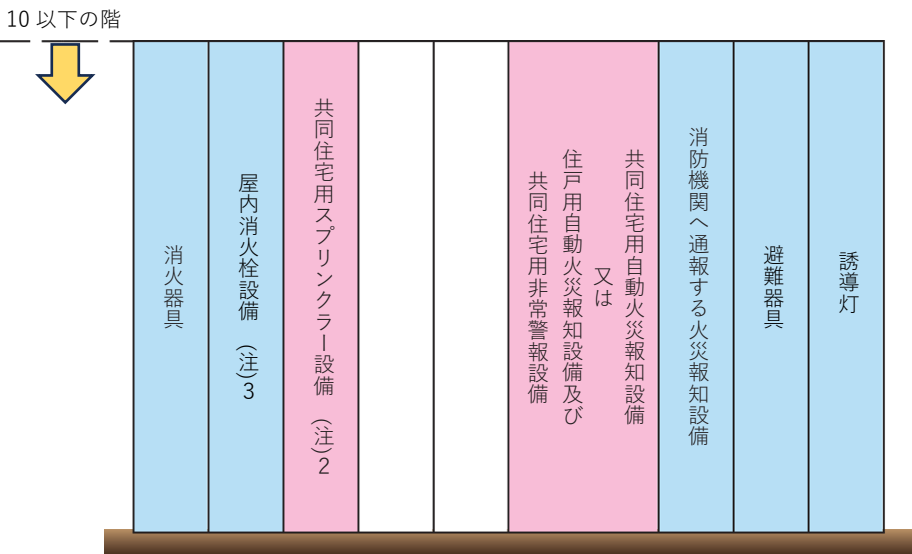 10 以下の階
消火器具
屋内消火栓設備 (注)3
共同住宅用スプリンクラー設備 (注)2
共同住宅用自動火災報知設備
又は
住戸用自動火災報知設備及び
共同住宅用非常警報設備
消防機関へ通報する火災報知設備
避難器具
誘導灯